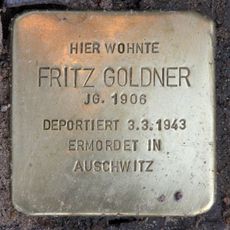 HIER WOHNTE
FRITZ GOLDNER
JG. 1906
DEPORTIERT 3.3.1943
ERMORDET IN
AUSCHWITZ